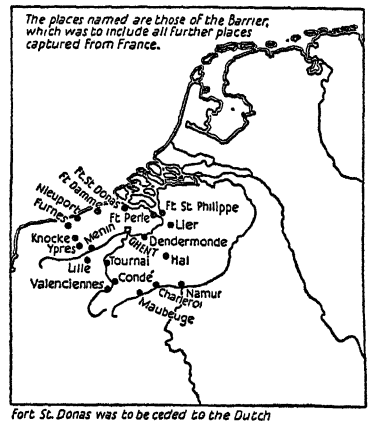 The places named are those of the Barrier,
which was to include all further places
captured from France.
Ft St Donas
Ft Damme
Nieuport
Furnes
Ft Perle
Ft St Philippe
Lier
Knocke
Ypres
Menin
GHENT
Dendermonde
Lille
Tournai
Hal
Valenciennes
Condé
Charleroi
Namur
Maubeuge
Fort St. Donas was to be ceded to the Dutch